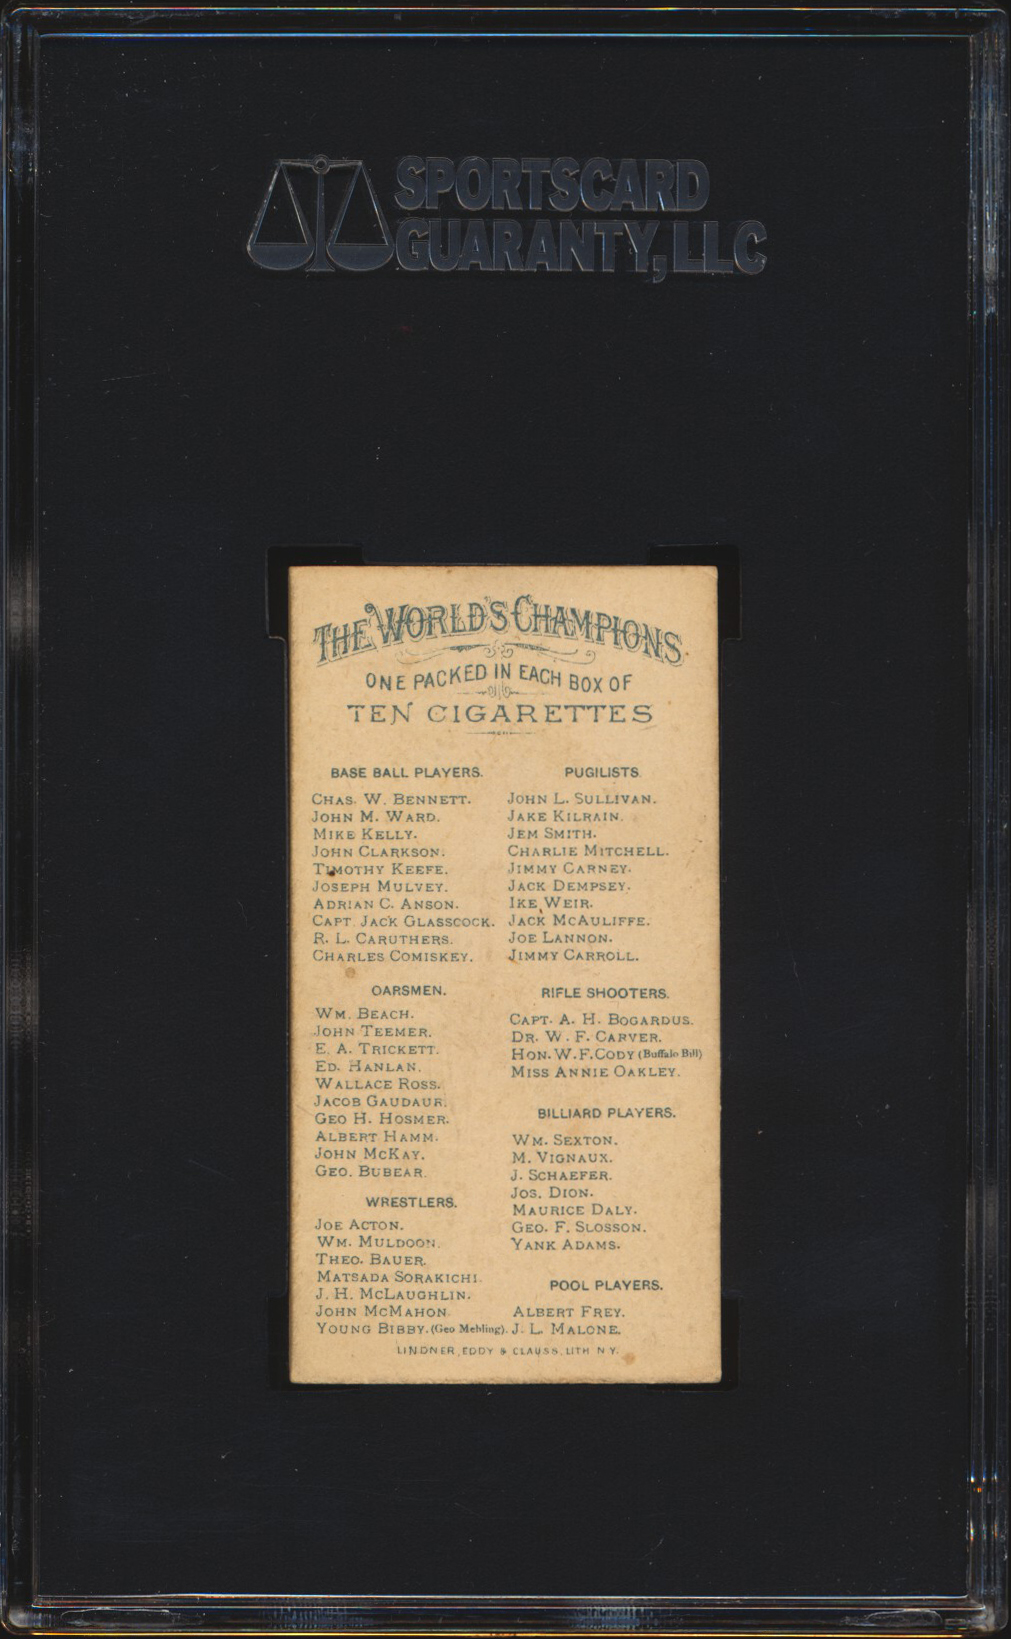 SPORTSCARD
GUARANTY, LLC
THE WORLD'S CHAMPIONS
ONE PACKED IN EACH BOX OF
TEN CIGARETTES
BASE BALL PLAYERS.
CHAS. W. BENNETT.
JOHN M. WARD.
MIKE KELLY.
JOHN CLARKSON.
TIMOTHY KEEFE.
JOSEPH MULVEY.
ADRIAN C. ANSON.
CAPT. JACK GLASSCOCK.
R. L. CARUTHERS.
CHARLES COMISKEY.
OARSMEN.
WM. BEACH.
JOHN TEEMER.
E. A. TRICKETT.
ED. HANLAN.
WALLACE ROSS.
JACOB GAUDAUR.
GEO H. HOSMER.
ALBERT HAMM.
JOHN MCKAY.
GEO. BUBEAR.
WRESTLERS.
JOE ACTON.
WM. MULDOON.
THEO. BAUER.
MATSADA SORAKICHI.
J. H. MCLAUGHLIN.
JOHN MCMAHON.
YOUNG BIBBY. (Geo Mehling).
PUGILISTS.
JOHN L. SULLIVAN.
JAKE KILRAIN.
JEM SMITH.
CHARLIE MITCHELL.
JIMMY CARNEY.
JACK DEMPSEY.
IKE WEIR.
JACK MCAULIFFE.
JOE LANNON.
JIMMY CARROLL.
RIFLE SHOOTERS.
CAPT. A. H. BOGARDUS.
DR. W. F. CARVER.
HON. W. F. CODY (Buffalo Bill)
MISS ANNIE OAKLEY.
BILLIARD PLAYERS.
WM. SEXTON.
M. VIGNAUX.
J. SCHAEFER.
JOS. DION.
MAURICE DALY.
GEO. F. SLOSSON.
YANK ADAMS.
POOL PLAYERS.
ALBERT FREY.
J. L. MALONE.
LINDNER, EDDY & CLAUSS, LITH N.Y.